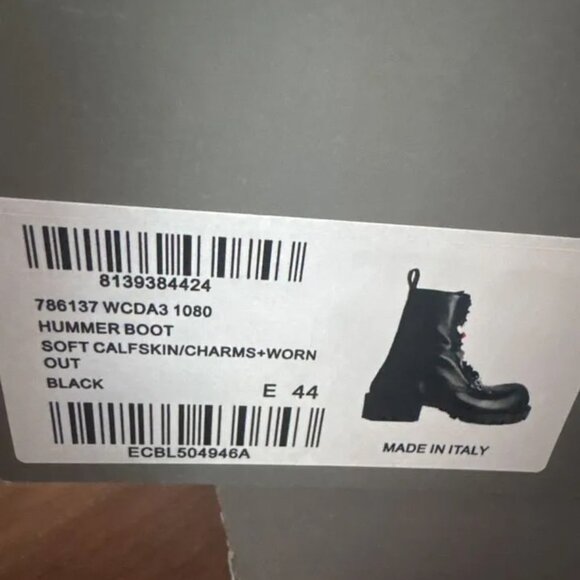 8139384424
786137 WCDA3 1080
HUMMER BOOT
SOFT CALFSKIN/CHARMS+WORN
OUT
BLACK
E 44
ECBL504946A
MADE IN ITALY